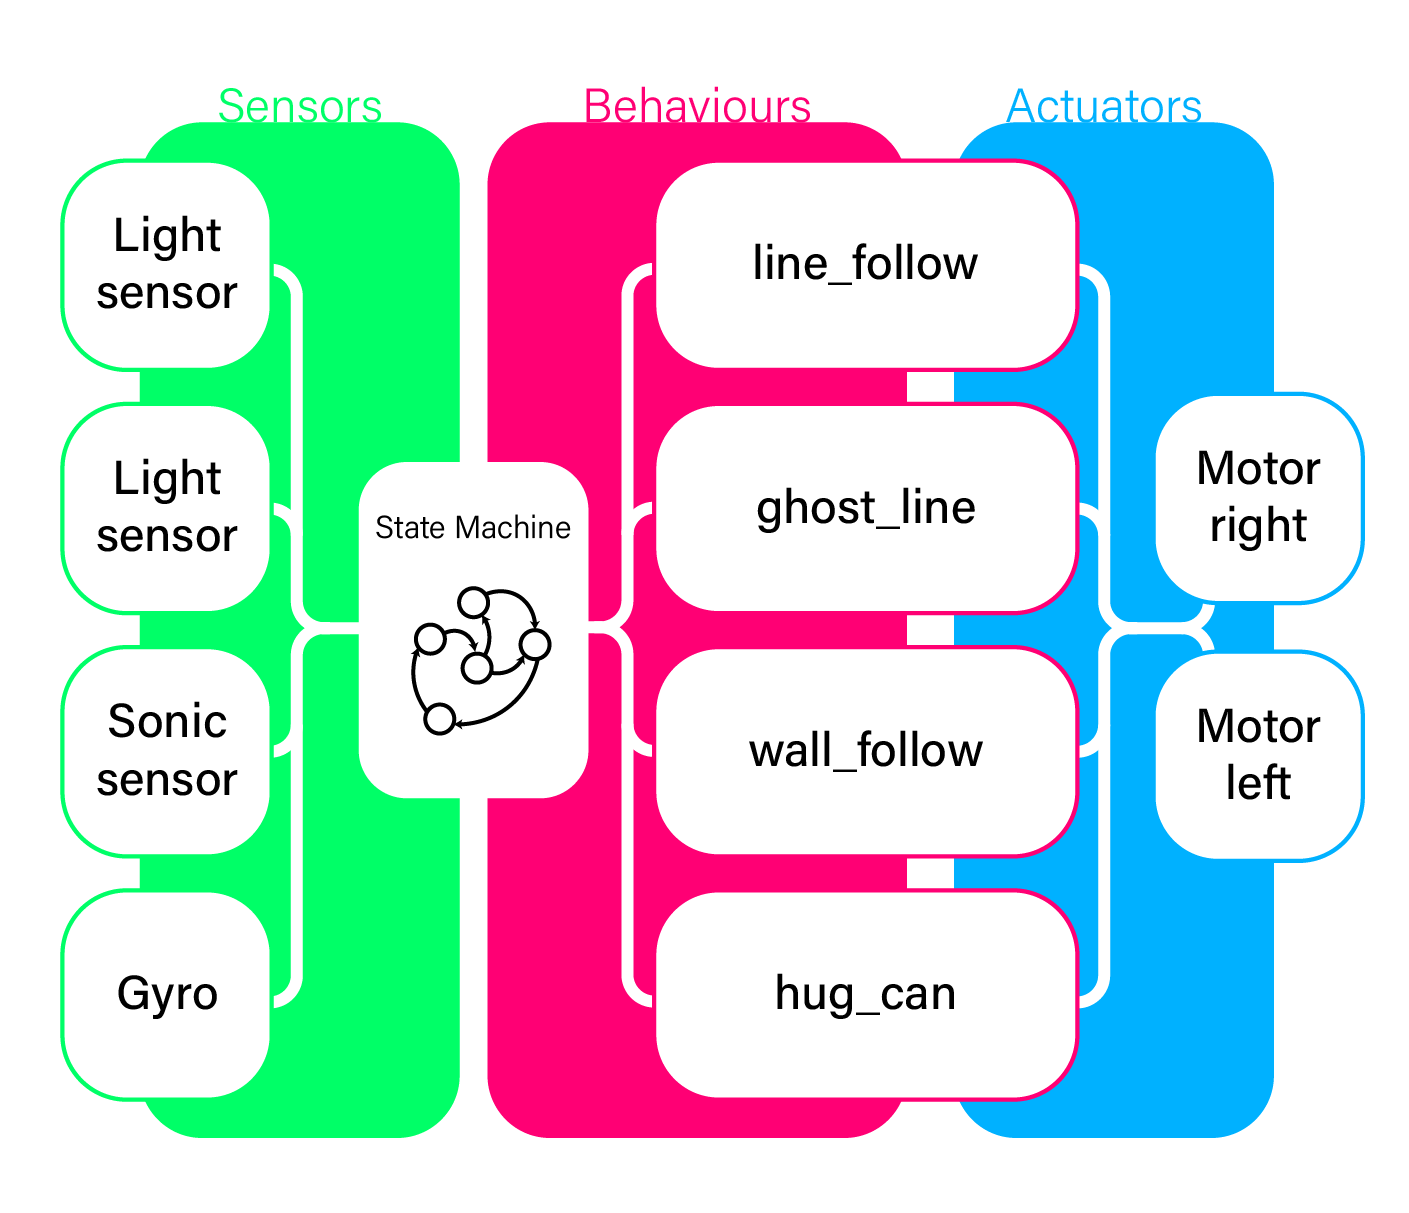 Sensors
Behaviours
Actuators
Light
sensor
Light
sensor
Sonic
sensor
Gyro
State Machine
line_follow
ghost_line
wall_follow
hug_can
Motor
right
Motor
left